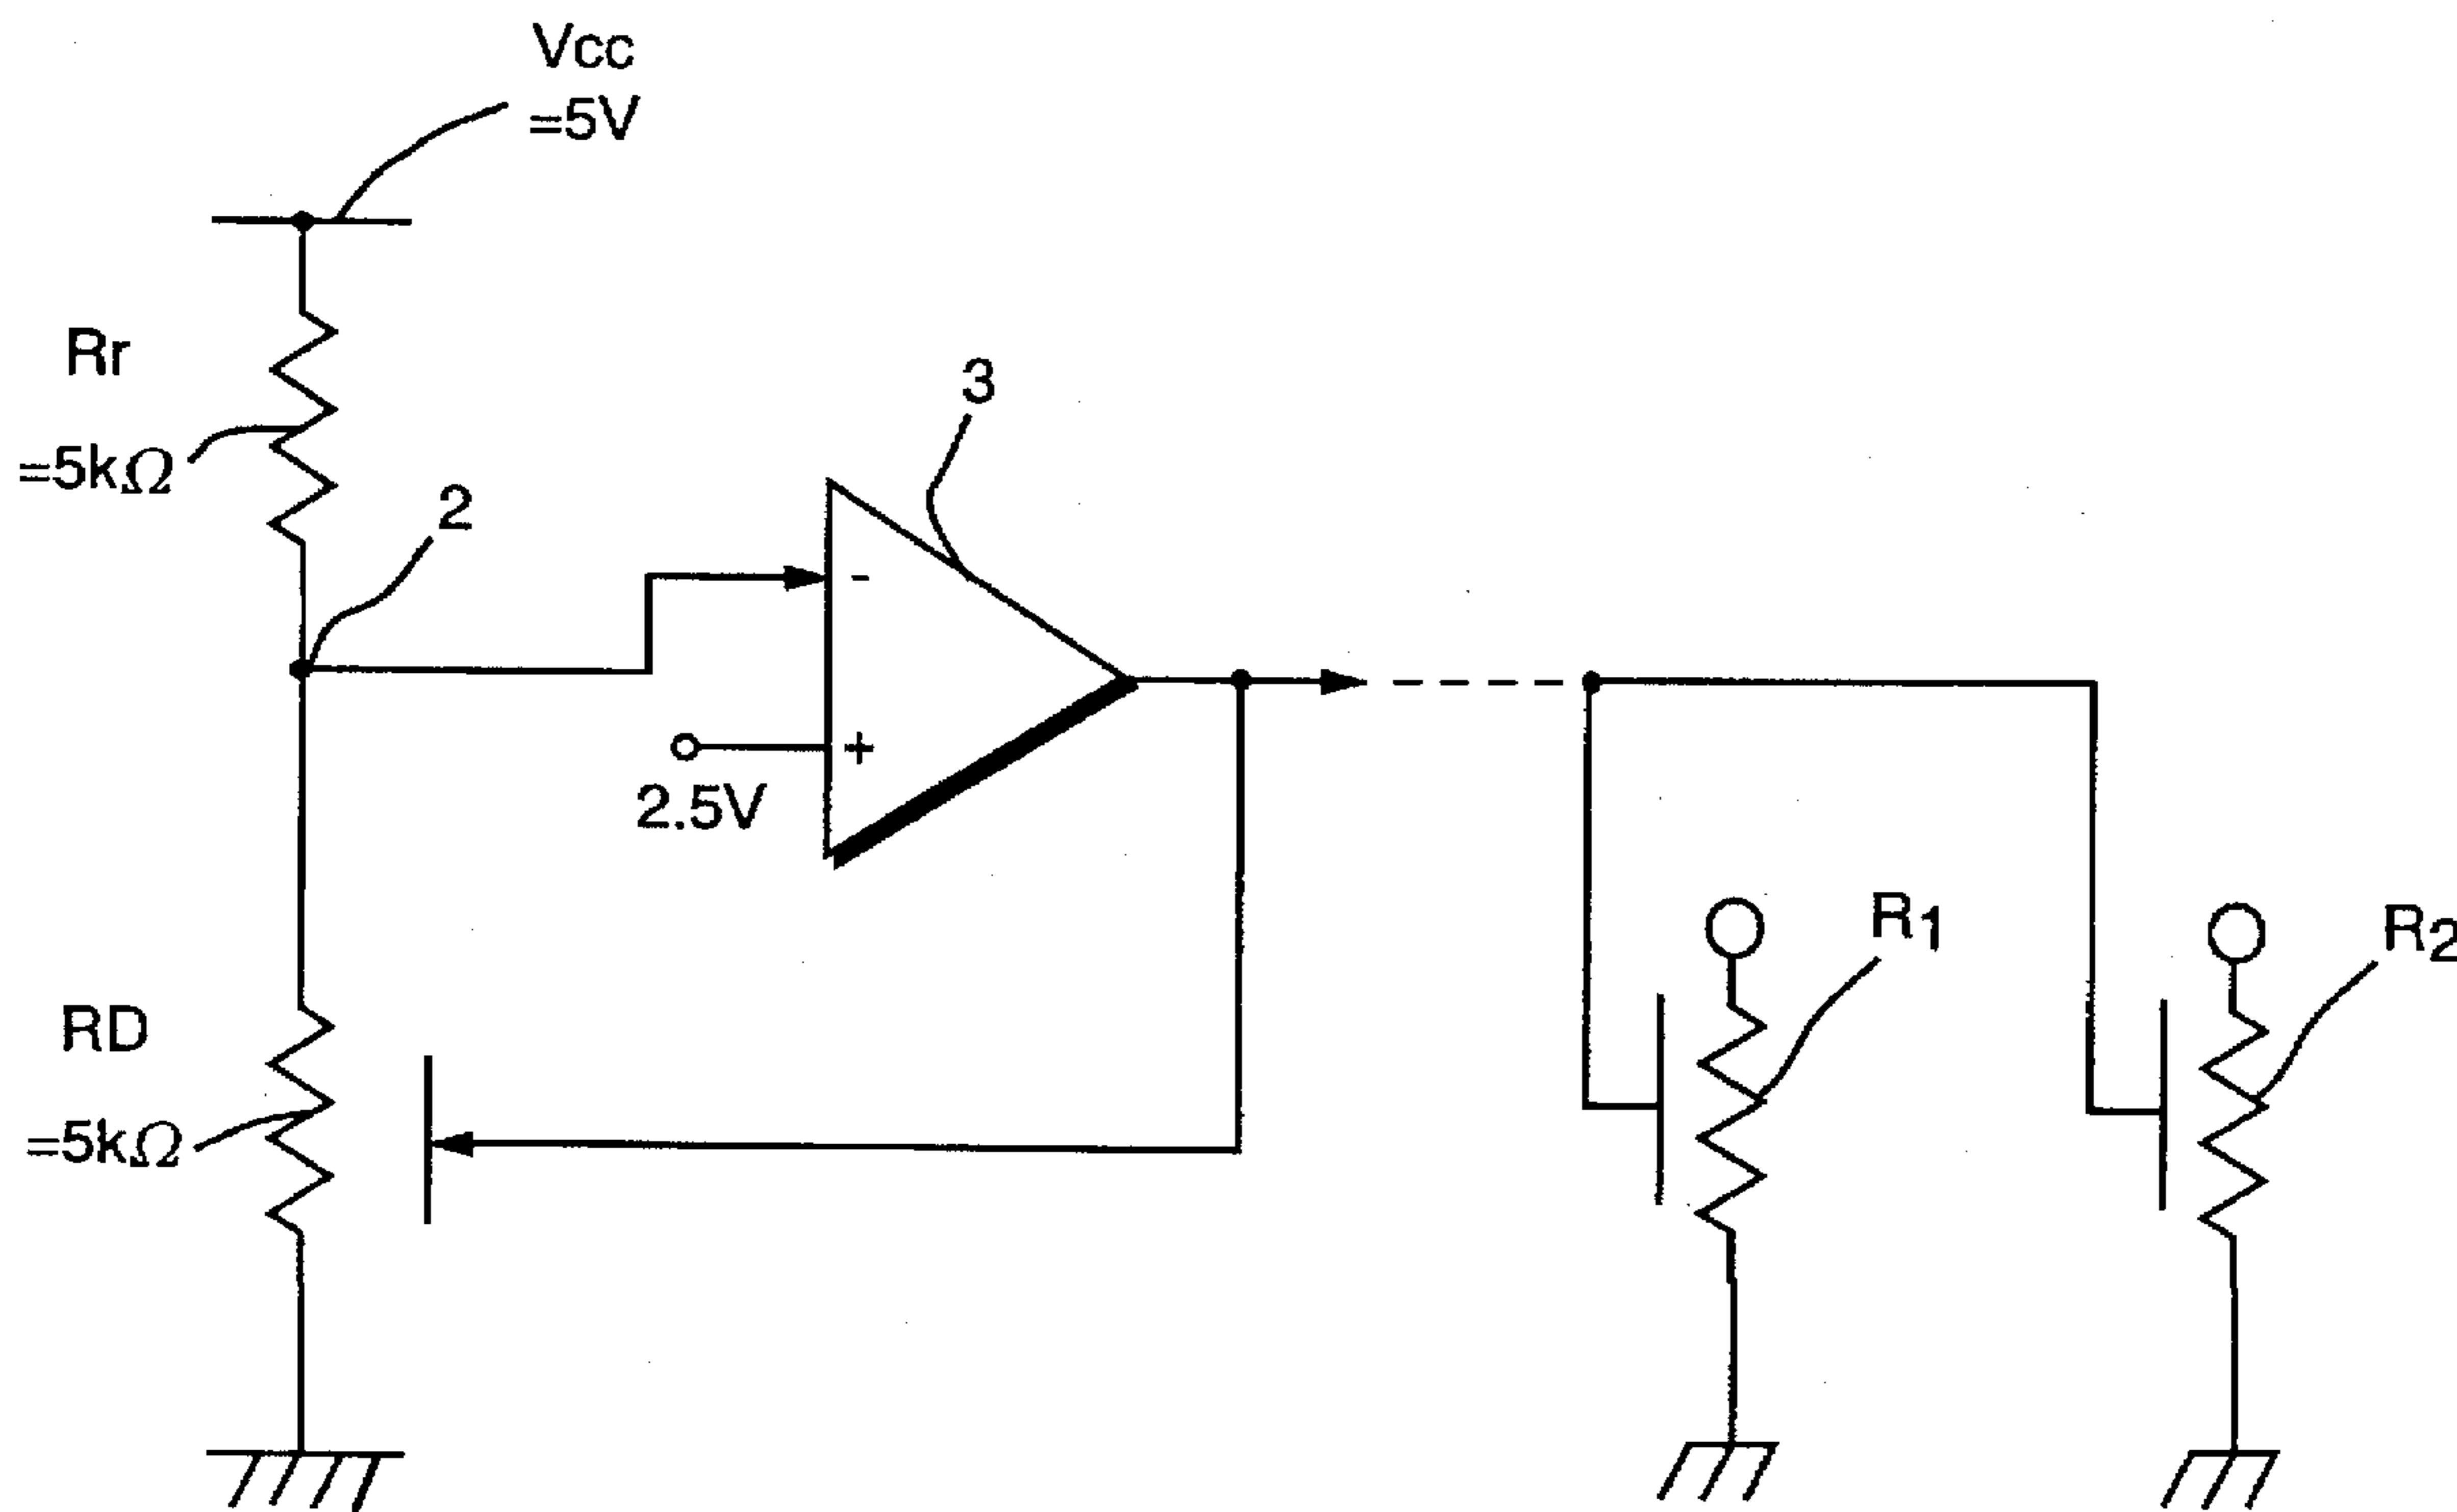 Vcc
=5V
Rr
=5kΩ
2
3
-
+
2.5V
R1
R2
RD
=5kΩ